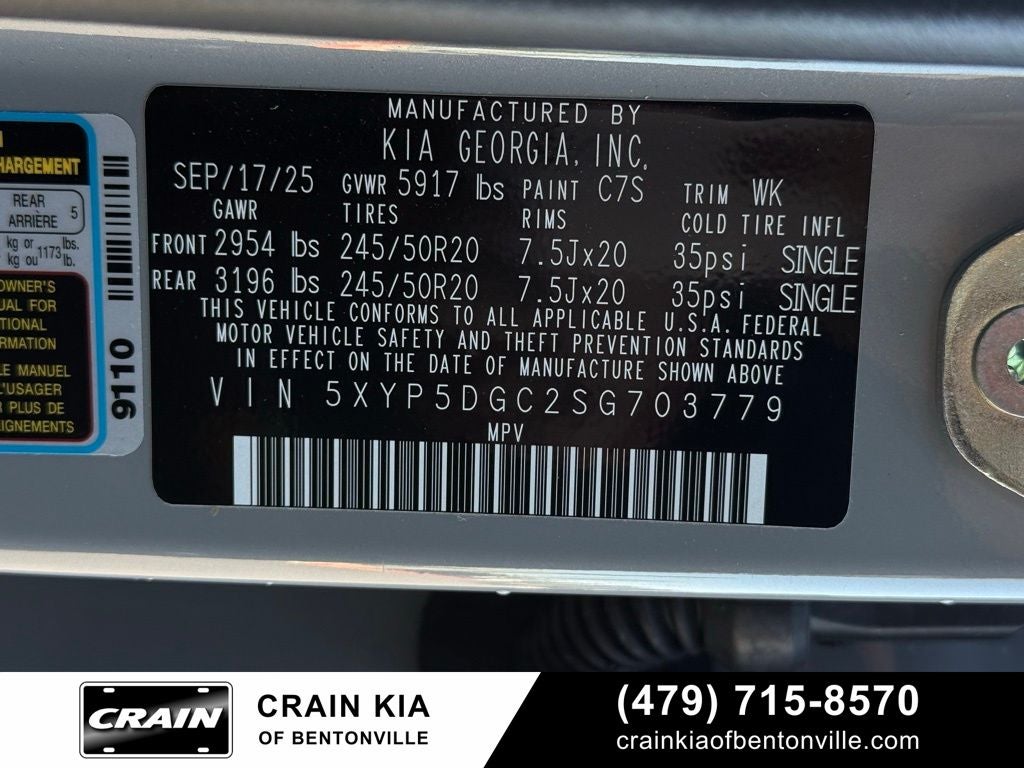 MANUFACTURED BY
KIA GEORGIA, INC.
SEP/17/25 GVWR 5917 lbs PAINT C7S TRIM WK
GAWR TIRES RIMS COLD TIRE INFL
FRONT 2954 lbs 245/50R20 7.5Jx20 35psi SINGLE
REAR 3196 lbs 245/50R20 7.5Jx20 35psi SINGLE
THIS VEHICLE CONFORMS TO ALL APPLICABLE U.S.A. FEDERAL
MOTOR VEHICLE SAFETY AND THEFT PREVENTION STANDARDS
IN EFFECT ON THE DATE OF MANUFACTURE SHOWN ABOVE
VIN 5XYP5DGC2SG703779
MPV
REAR
ARRIÈRE 5
kg or 1173 lbs.
kg ou lb.
OWNER'S
UAL FOR
TIONAL
RMATION
LE MANUEL
L'USAGER
R PLUS DE
EIGNEMENTS
9110
CRAIN
CRAIN KIA
OF BENTONVILLE
(479) 715-8570
crainkiaofbentonville.com